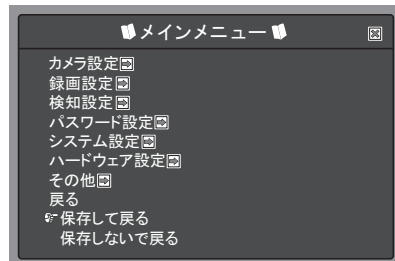 メインメニュー
カメラ設定
録画設定
検知設定
パスワード設定
システム設定
ハードウェア設定
その他
戻る
保存して戻る
保存しないで戻る